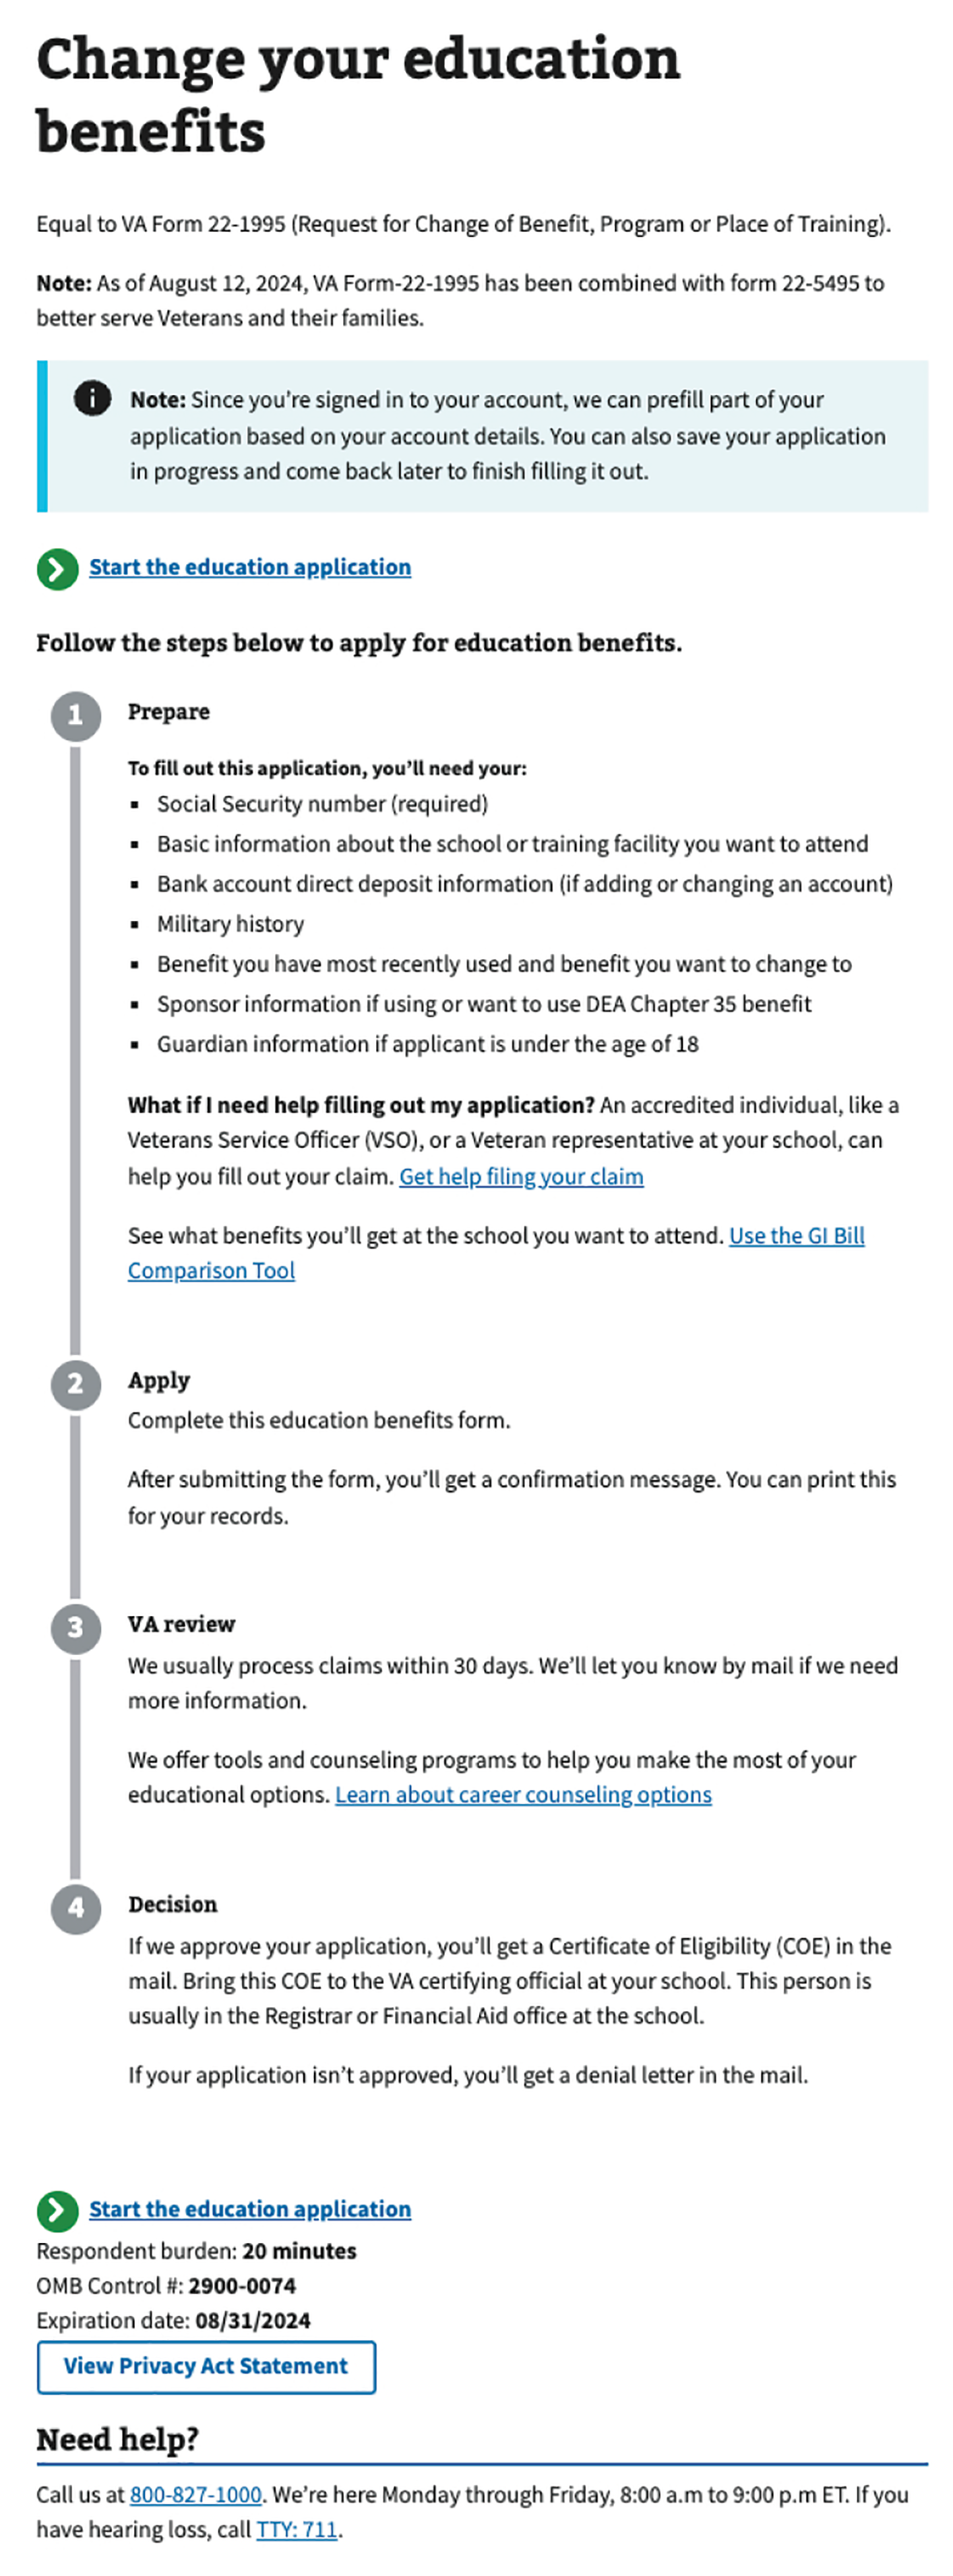 Change your education
benefits
Equal to VA Form 22-1995 (Request for Change of Benefit, Program or Place of Training).
Note: As of August 12, 2024, VA Form-22-1995 has been combined with form 22-5495 to
better serve Veterans and their families.
Note: Since you're signed in to your account, we can prefill part of your
application based on your account details. You can also save your application
in progress and come back later to finish filling it out.
Start the education application
Follow the steps below to apply for education benefits.
1 Prepare
To fill out this application, you'll need your:
▪ Social Security number (required)
▪ Basic information about the school or training facility you want to attend
▪ Bank account direct deposit information (if adding or changing an account)
▪ Military history
▪ Benefit you have most recently used and benefit you want to change to
▪ Sponsor information if using or want to use DEA Chapter 35 benefit
▪ Guardian information if applicant is under the age of 18
What if I need help filling out my application? An accredited individual, like a
Veterans Service Officer (VSO), or a Veteran representative at your school, can
help you fill out your claim. Get help filing your claim
See what benefits you'll get at the school you want to attend. Use the GI Bill
Comparison Tool
2 Apply
Complete this education benefits form.
After submitting the form, you'll get a confirmation message. You can print this
for your records.
3 VA review
We usually process claims within 30 days. We'll let you know by mail if we need
more information.
We offer tools and counseling programs to help you make the most of your
educational options. Learn about career counseling options
4 Decision
If we approve your application, you'll get a Certificate of Eligibility (COE) in the
mail. Bring this COE to the VA certifying official at your school. This person is
usually in the Registrar or Financial Aid office at the school.
If your application isn't approved, you'll get a denial letter in the mail.
Start the education application
Respondent burden: 20 minutes
OMB Control #: 2900-0074
Expiration date: 08/31/2024
View Privacy Act Statement
Need help?
Call us at 800-827-1000. We're here Monday through Friday, 8:00 a.m to 9:00 p.m ET. If you
have hearing loss, call TTY: 711.